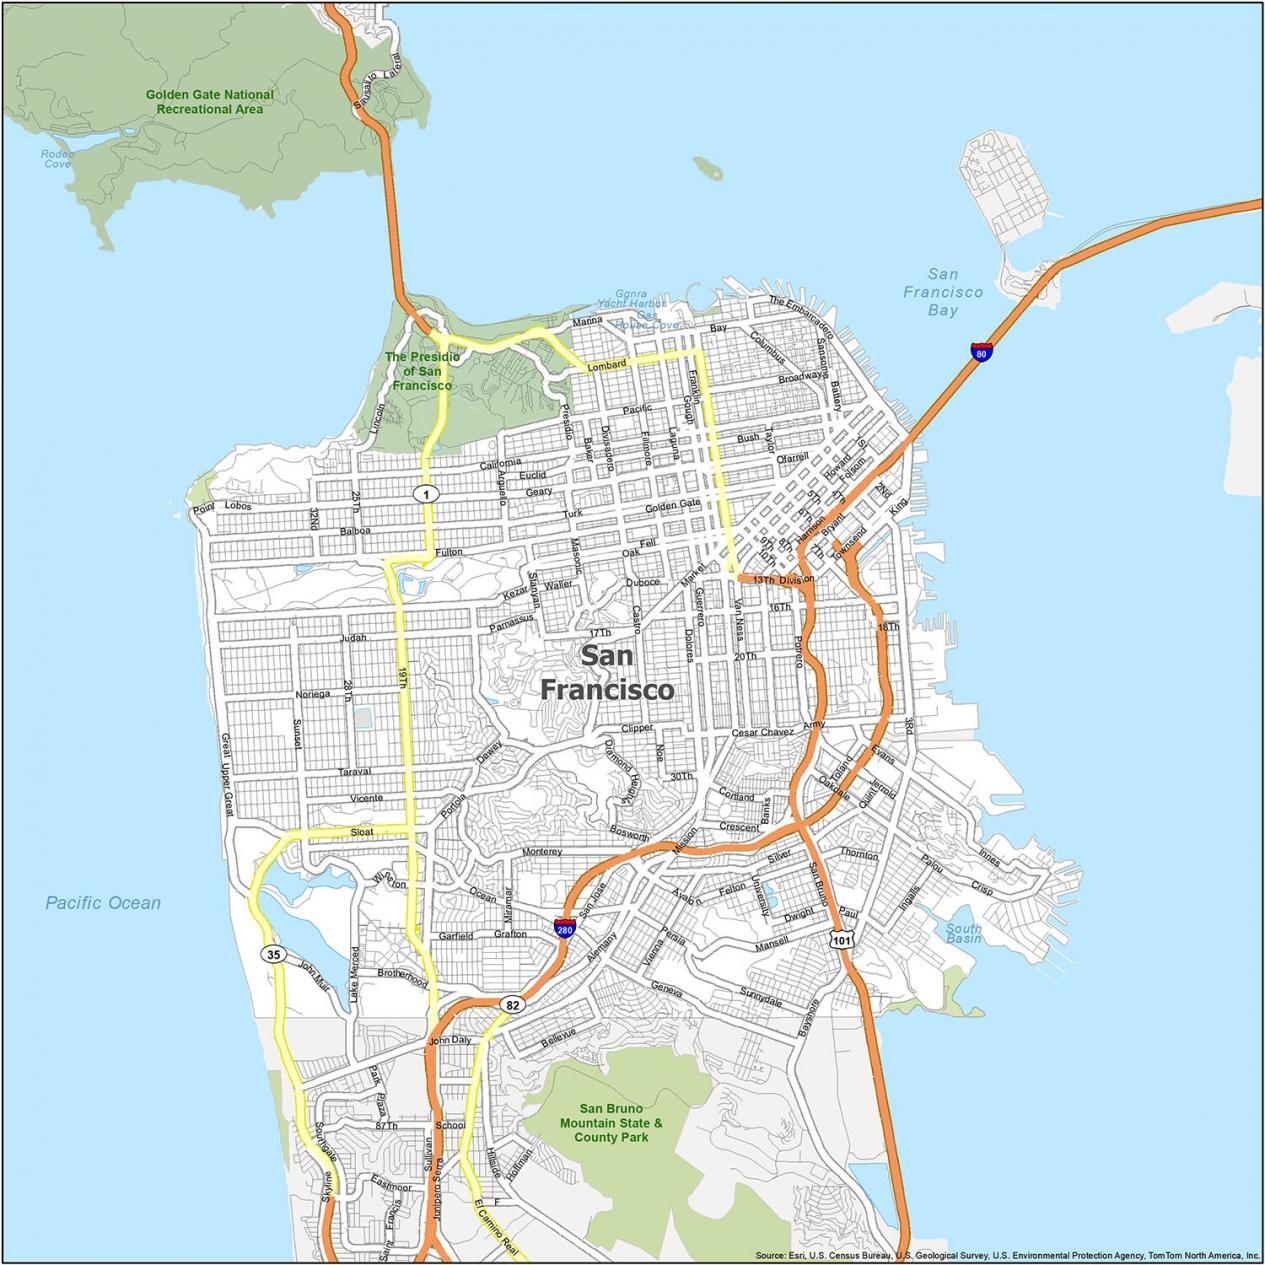 Sausalito Lateral
Golden Gate National
Recreational Area
Rodeo
Cove
San
Francisco
Bay
80
Ggnra
Yacht Harbor
Gas
House Cove
The Embarcadero
Marina
Bay
Columbus
Sansome
Battery
The Presidio
of San
Francisco
Lincoln
Lombard
Franklin
Gough
Broadway
Presidio
Pacific
Baker
Divisadero
Fillmore
Laguna
Bush
Taylor
Ofarrell
St
Howard
Folsom
California
Euclid
Geary
Arguello
1
Point Lobos
25Th
32Nd
Balboa
Turk
Golden Gate
5Th
4Th
6Th
2Nd
King
Harrison
Bryant
Townsend
7Th
8Th
9Th
10Th
Fulton
Fell
Oak
Masonic
Market
13Th Division
Kezar
Waller
Stanyan
Duboce
Parnassus
17Th
Castro
Guerrero
Dolores
Van Ness
16Th
Potrero
18Th
20Th
Judah
19Th
San
Francisco
Noriega
28Th
Sunset
Great
Upper Great
Clipper
Noe
Cesar Chavez
Army
3Rd
Dewey
Diamond Heights
30Th
Taraval
Vicente
Portola
Evans
Toland
Oakdale
Jerrold
Quint
Cortland
Banks
Sloat
Bosworth
Mission
Crescent
Monterey
Silver
Thornton
Palou
Innes
Crisp
Ingalls
Winston
Ocean
Miramar
San Jose
Avalon
Felton
University
San Bruno
Dwight
Paul
Pacific Ocean
South
Basin
280
101
Garfield
Grafton
Alemany
Persia
Vienna
Mansell
35
John Muir
Lake Merced
Brotherhood
Geneva
Sunnydale
Bayshore
82
John Daly
Bellevue
Park Plaza
San Bruno
Mountain State &
County Park
87Th
School
Southgate
Sullivan
Hillside
Hoffman
Skyline
Eastmoor
Junipero Serra
F
Saint Francis
El Camino Real
Source: Esri, U.S. Census Bureau, U.S. Geological Survey, U.S. Environmental Protection Agency, TomTom North America, Inc.